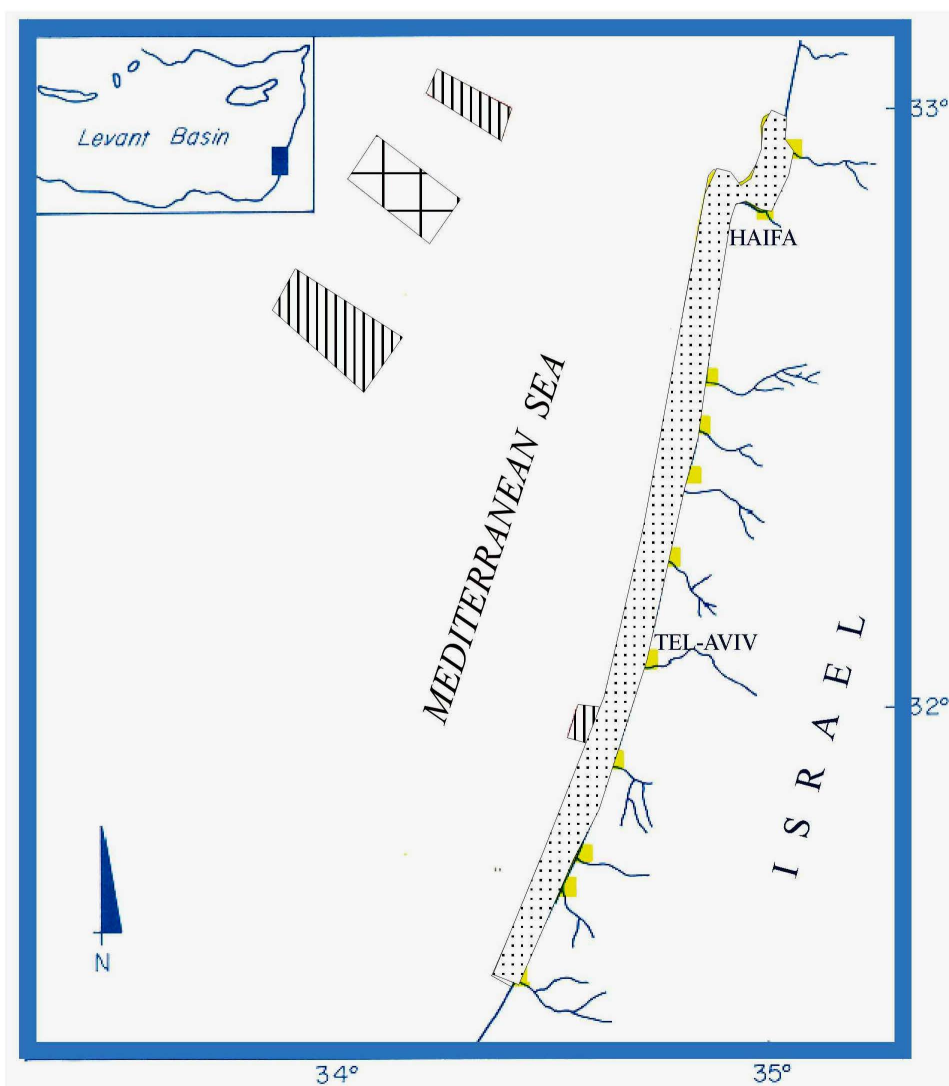 Levant Basin
33°
HAIFA
MEDITERRANEAN SEA
TEL-AVIV
ISRAEL
32°
N
34°
35°